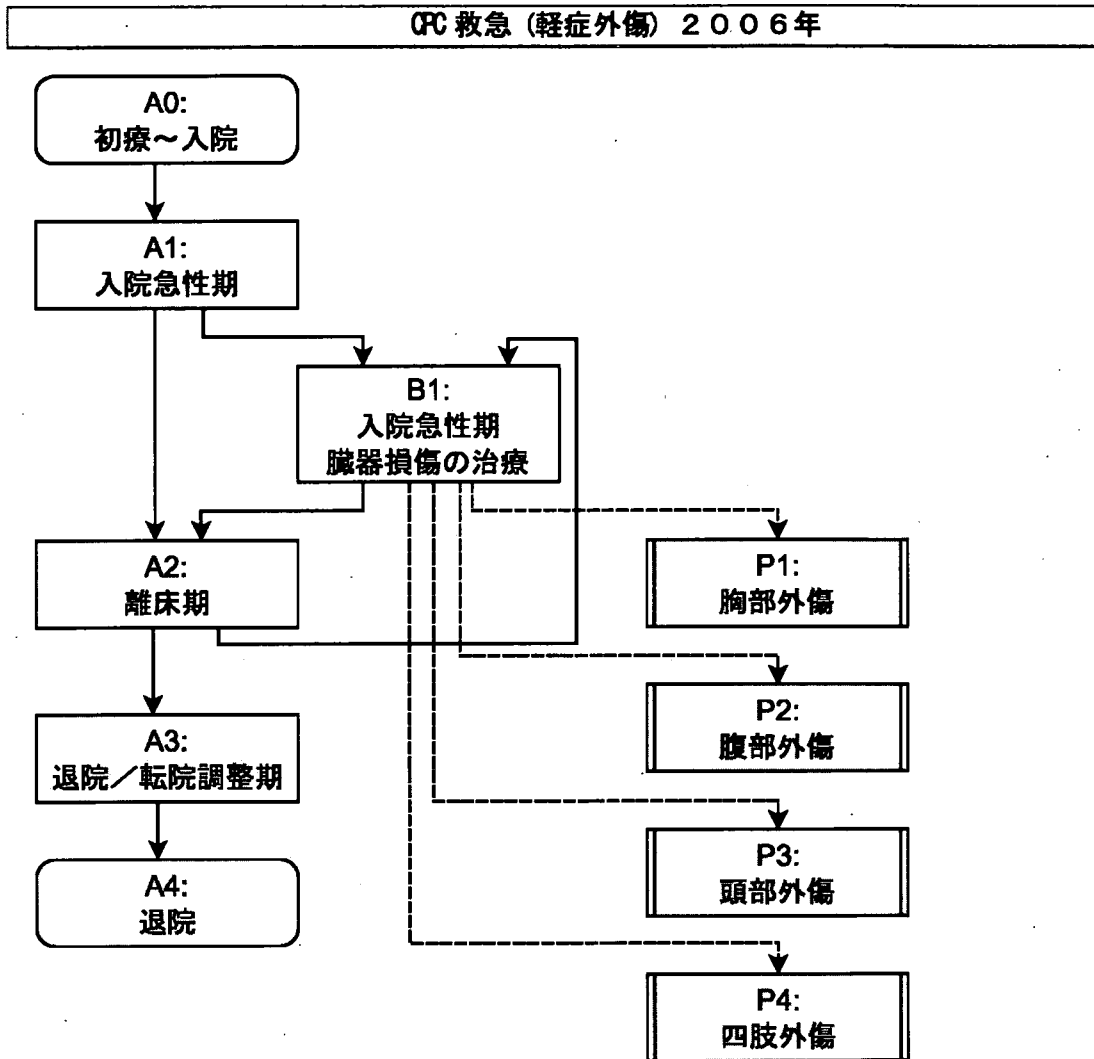 CPC 救急（軽症外傷）２００６年
A0:
初療～入院
A1:
入院急性期
B1:
入院急性期
臓器損傷の治療
A2:
離床期
P1:
胸部外傷
P2:
腹部外傷
A3:
退院／転院調整期
P3:
頭部外傷
A4:
退院
P4:
四肢外傷